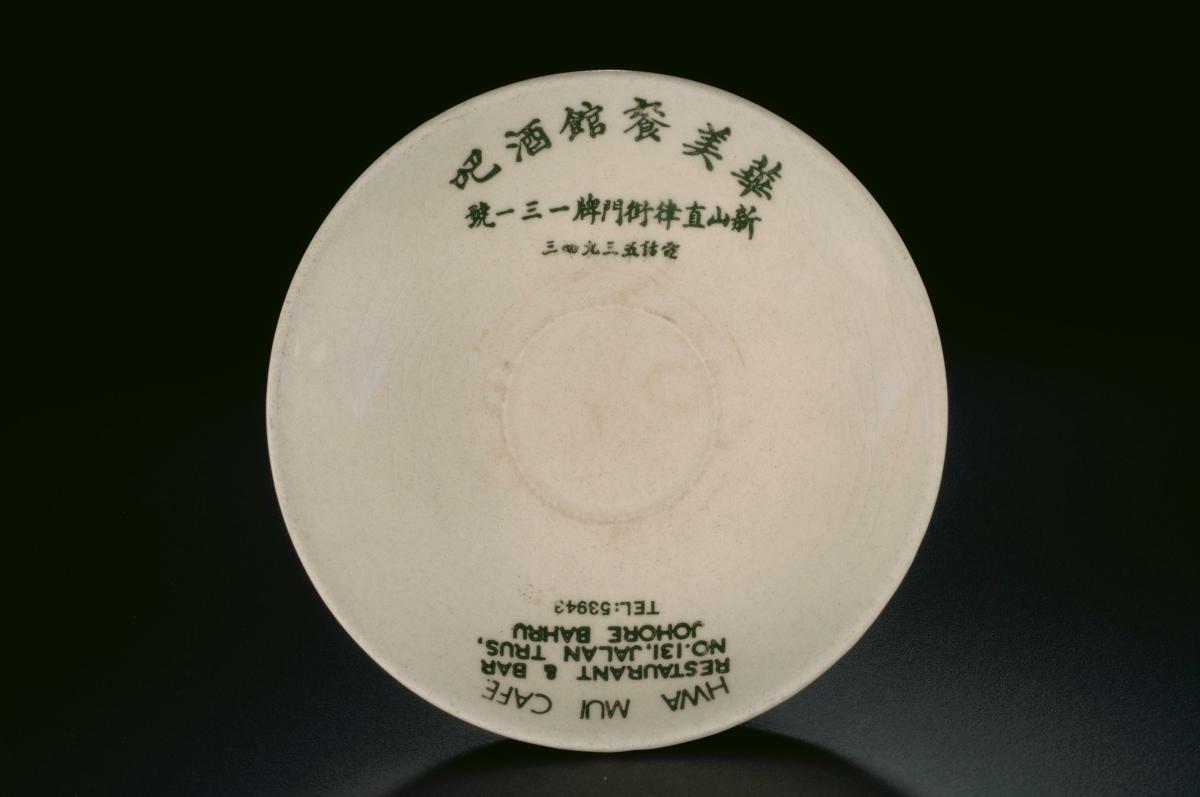 華美餐館酒吧
新山直律街門牌一三一號
電話五三九四三
HWA MUI CAFE
RESTAURANT & BAR
NO.131, JALAN TRUS,
JOHORE BAHRU
TEL:53943